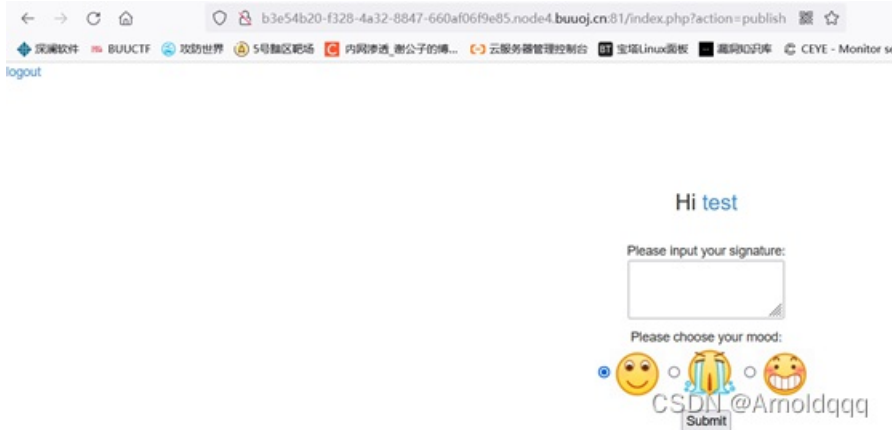 b3e54b20-f328-4a32-8847-660af06f9e85.node4.buuoj.cn:81/index.php?action=publish
深澜软件 BUUCTF 攻防世界 5号黯区靶场 内网渗透_谢公子的博... 云服务器管理控制台 BT 宝塔Linux面板 漏洞知识库 CEYE - Monitor se
logout
Hi test
Please input your signature:
Please choose your mood:
CSDN @Arnoldqqq
Submit